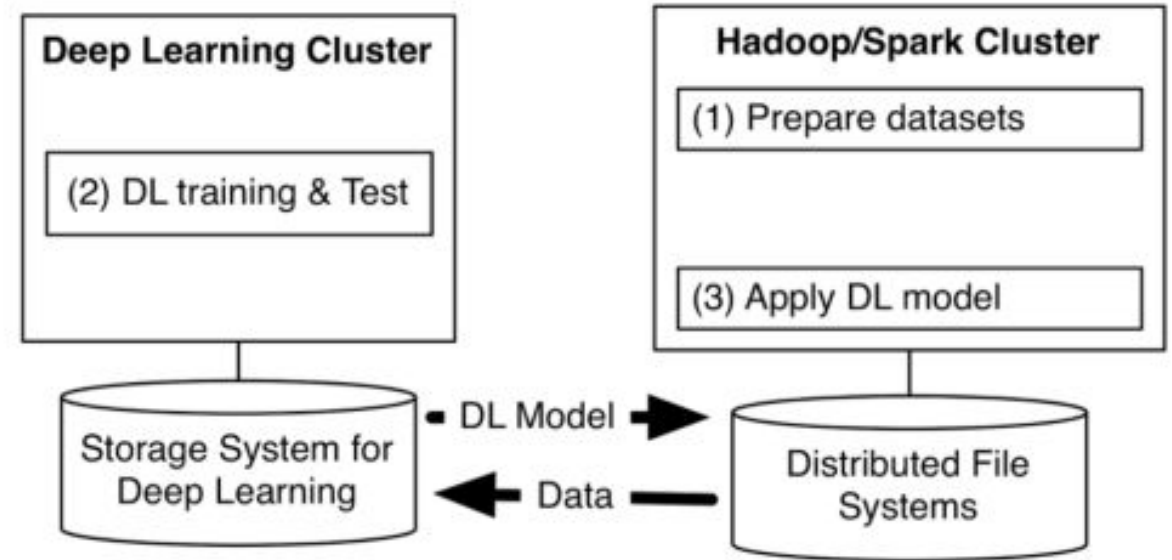 Deep Learning Cluster
(2) DL training & Test
Storage System for
Deep Learning
Hadoop/Spark Cluster
(1) Prepare datasets
(3) Apply DL model
Distributed File
Systems
DL Model
Data